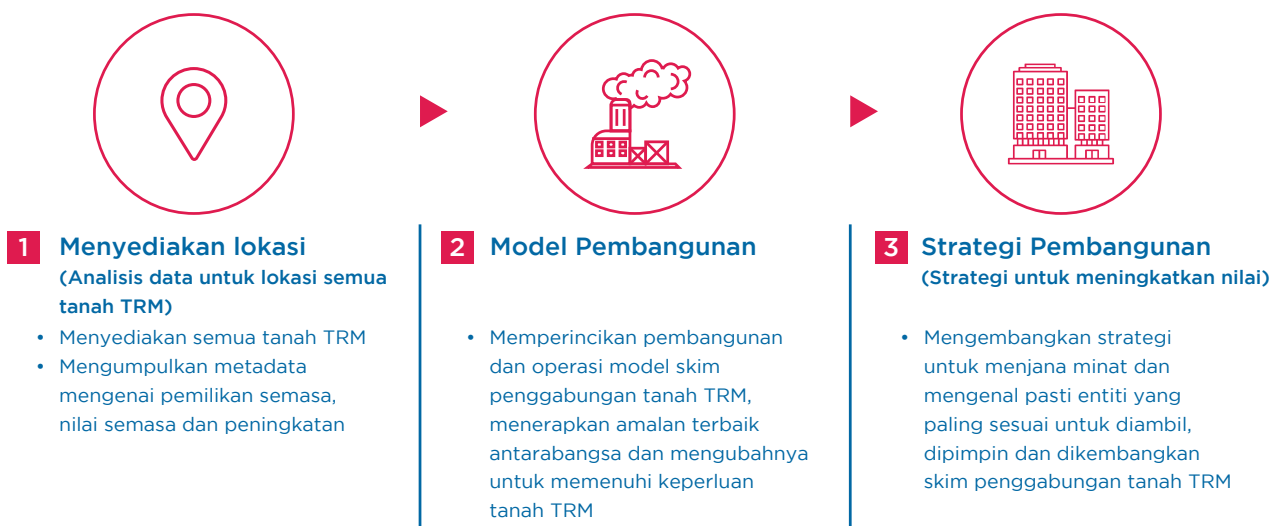 1 Menyediakan lokasi
(Analisis data untuk lokasi semua
tanah TRM)
• Menyediakan semua tanah TRM
• Mengumpulkan metadata
mengenai pemilikan semasa,
nilai semasa dan peningkatan
2 Model Pembangunan
• Memperincikan pembangunan
dan operasi model skim
penggabungan tanah TRM,
menerapkan amalan terbaik
antarabangsa dan mengubahnya
untuk memenuhi keperluan
tanah TRM
3 Strategi Pembangunan
(Strategi untuk meningkatkan nilai)
• Mengembangkan strategi
untuk menjana minat dan
mengenal pasti entiti yang
paling sesuai untuk diambil,
dipimpin dan dikembangkan
skim penggabungan tanah TRM